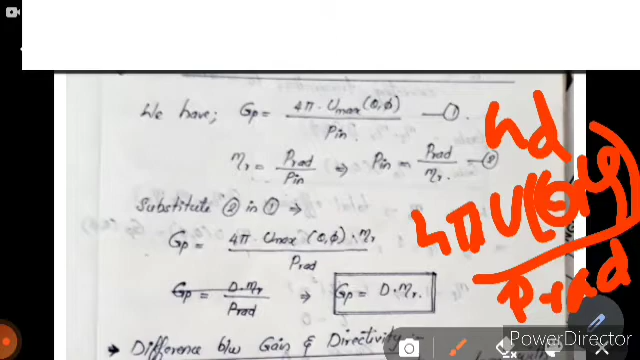 We have; Gp = 4π · Umax (θ,ϕ) / Pin — ①
ηr = Prad / Pin ⇒ Pin = Prad / ηr — ②
Substitute ② in ① ⇒
Gp = 4π · Umax (θ,ϕ) · ηr / Prad
Gp = D·ηr / Prad ⇒ Gp = D·ηr.
→ Difference b/w Gain & Directivity
4π U(θ,φ) / Prad
PowerDirector